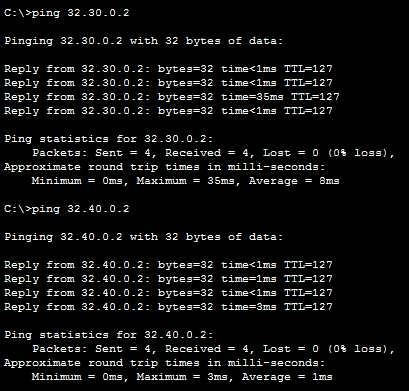 C:\>ping 32.30.0.2
Pinging 32.30.0.2 with 32 bytes of data:
Reply from 32.30.0.2: bytes=32 time<1ms TTL=127
Reply from 32.30.0.2: bytes=32 time<1ms TTL=127
Reply from 32.30.0.2: bytes=32 time=35ms TTL=127
Reply from 32.30.0.2: bytes=32 time<1ms TTL=127
Ping statistics for 32.30.0.2:
Packets: Sent = 4, Received = 4, Lost = 0 (0% loss),
Approximate round trip times in milli-seconds:
Minimum = 0ms, Maximum = 35ms, Average = 8ms
C:\>ping 32.40.0.2
Pinging 32.40.0.2 with 32 bytes of data:
Reply from 32.40.0.2: bytes=32 time<1ms TTL=127
Reply from 32.40.0.2: bytes=32 time=1ms TTL=127
Reply from 32.40.0.2: bytes=32 time<1ms TTL=127
Reply from 32.40.0.2: bytes=32 time=3ms TTL=127
Ping statistics for 32.40.0.2:
Packets: Sent = 4, Received = 4, Lost = 0 (0% loss),
Approximate round trip times in milli-seconds:
Minimum = 0ms, Maximum = 3ms, Average = 1ms